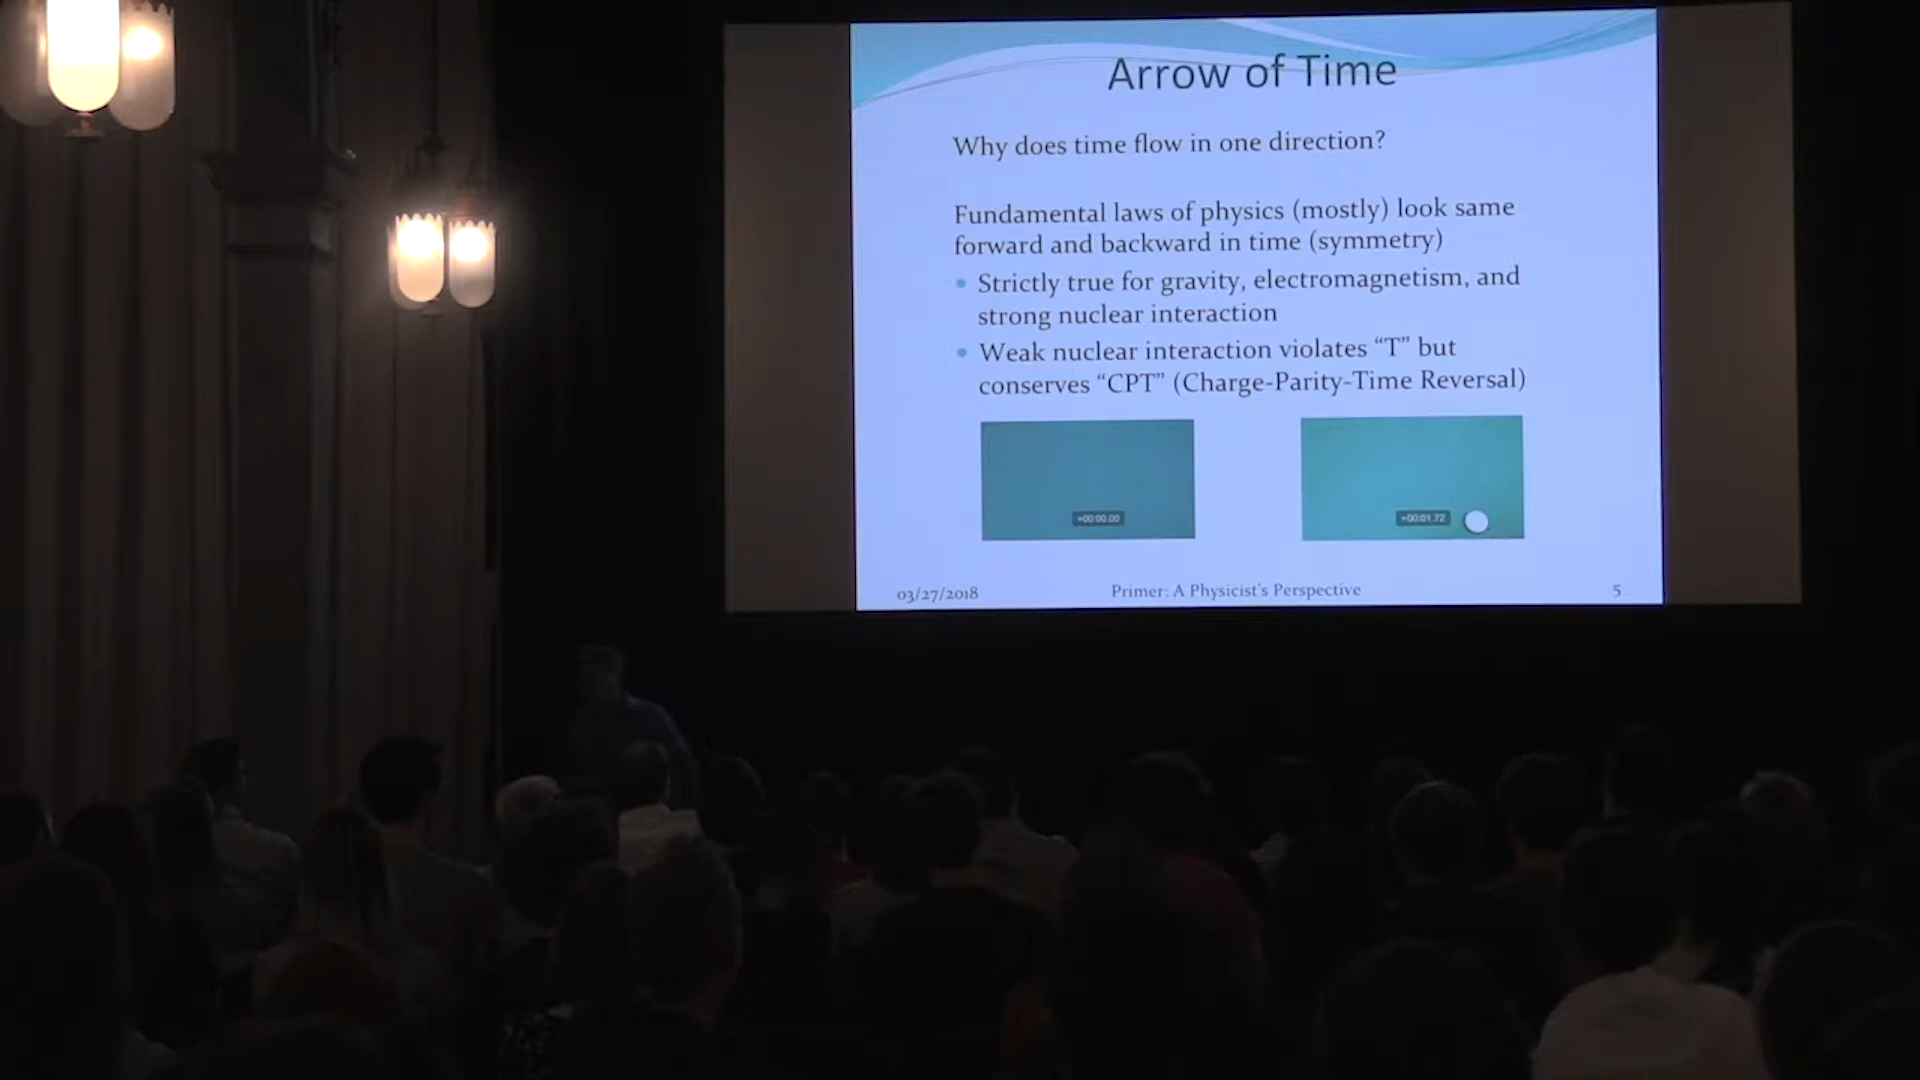 Arrow of Time
Why does time flow in one direction?
Fundamental laws of physics (mostly) look same
forward and backward in time (symmetry)
• Strictly true for gravity, electromagnetism, and
strong nuclear interaction
• Weak nuclear interaction violates “T” but
conserves “CPT” (Charge-Parity-Time Reversal)
+00:00.00
+00:01.72
03/27/2018
Primer: A Physicist's Perspective
5